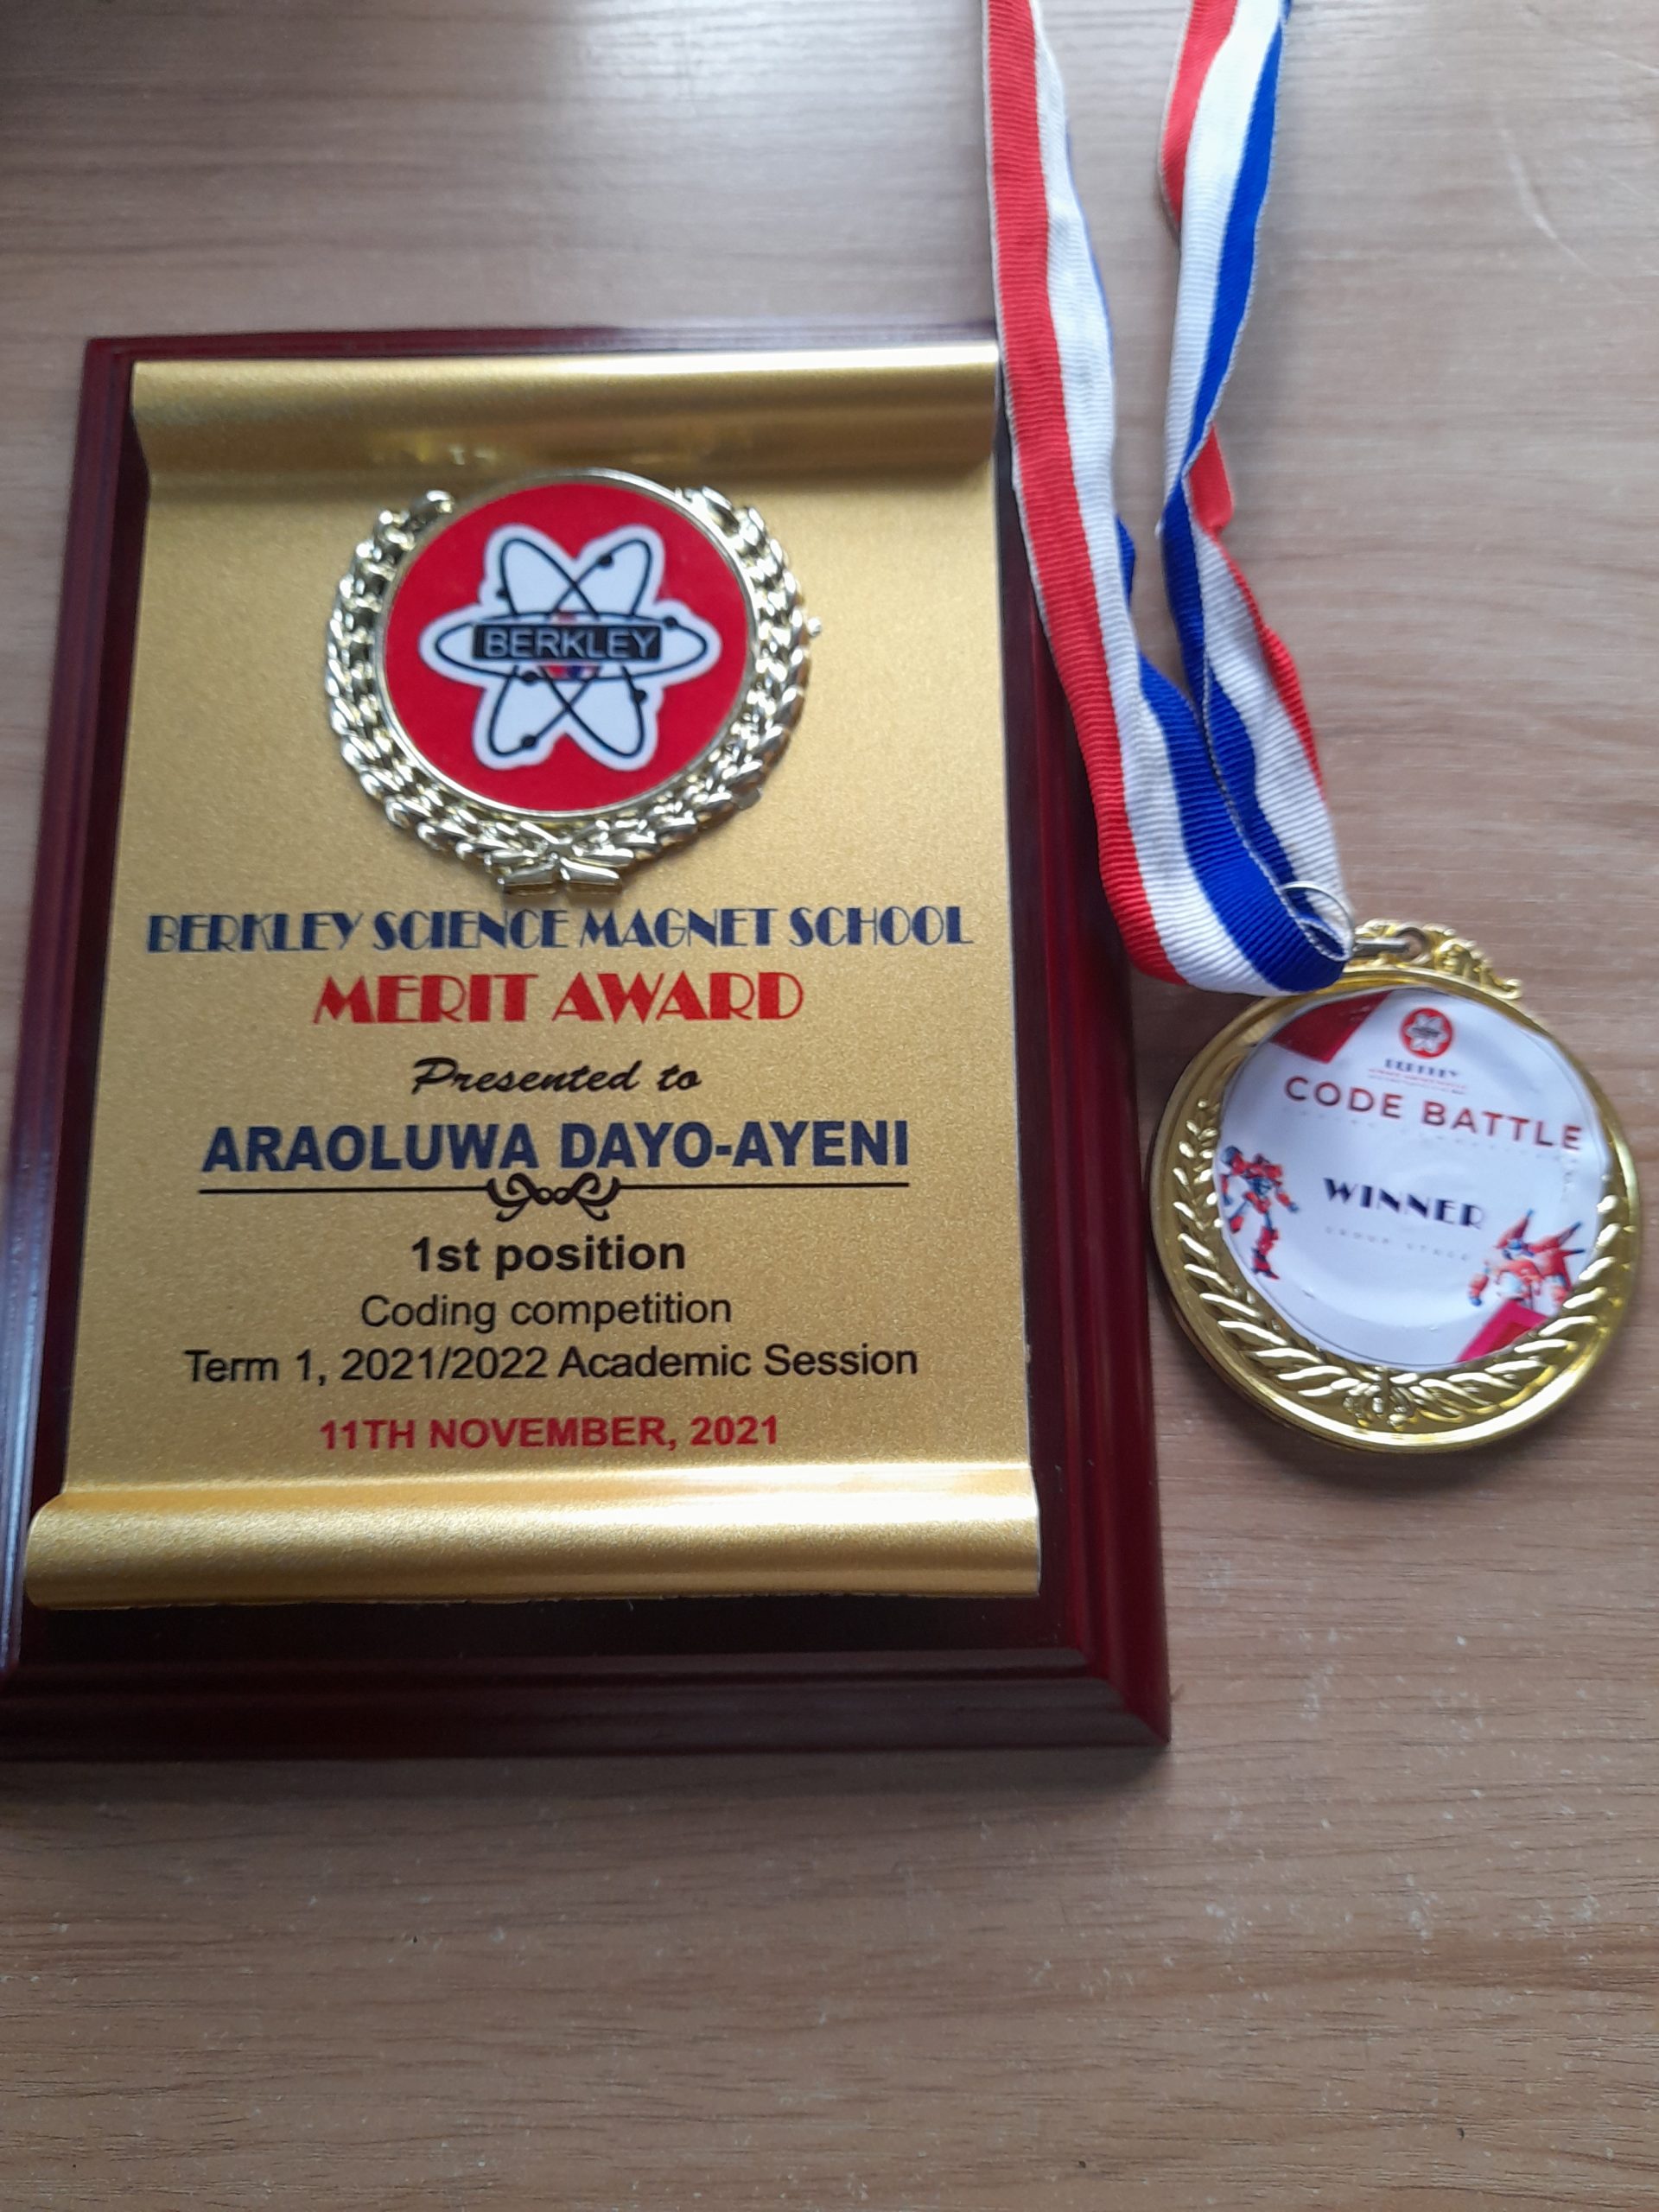 BERKLEY
BERKLEY SCIENCE MAGNET SCHOOL
MERIT AWARD
Presented to
ARAOLUWA DAYO-AYENI
1st position
Coding competition
Term 1, 2021/2022 Academic Session
11TH NOVEMBER, 2021
BERKLEY
CODE BATTLE
WINNER